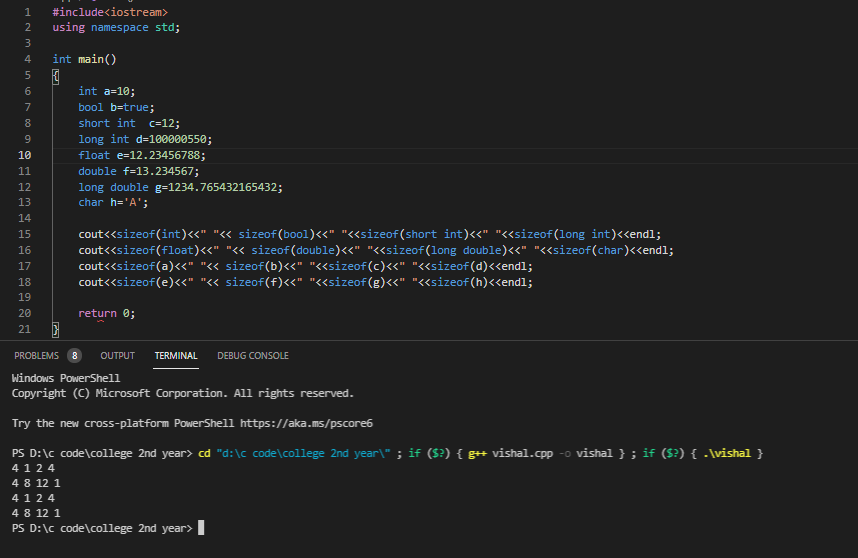 1 #include<iostream>
2 using namespace std;
3
4 int main()
5 {
6 int a=10;
7 bool b=true;
8 short int  c=12;
9 long int d=100000550;
10 float e=12.23456788;
11 double f=13.234567;
12 long double g=1234.765432165432;
13 char h='A';
14
15 cout<<sizeof(int)<<" "<< sizeof(bool)<<" "<<sizeof(short int)<<" "<<sizeof(long int)<<endl;
16 cout<<sizeof(float)<<" "<< sizeof(double)<<" "<<sizeof(long double)<<" "<<sizeof(char)<<endl;
17 cout<<sizeof(a)<<" "<< sizeof(b)<<" "<<sizeof(c)<<" "<<sizeof(d)<<endl;
18 cout<<sizeof(e)<<" "<< sizeof(f)<<" "<<sizeof(g)<<" "<<sizeof(h)<<endl;
19
20 return 0;
21 }
PROBLEMS 8 OUTPUT TERMINAL DEBUG CONSOLE
Windows PowerShell
Copyright (C) Microsoft Corporation. All rights reserved.
Try the new cross-platform PowerShell https://aka.ms/pscore6
PS D:\c code\college 2nd year> cd "d:\c code\college 2nd year\" ; if ($?) { g++ vishal.cpp -o vishal } ; if ($?) { .\vishal }
4 1 2 4
4 8 12 1
4 1 2 4
4 8 12 1
PS D:\c code\college 2nd year>